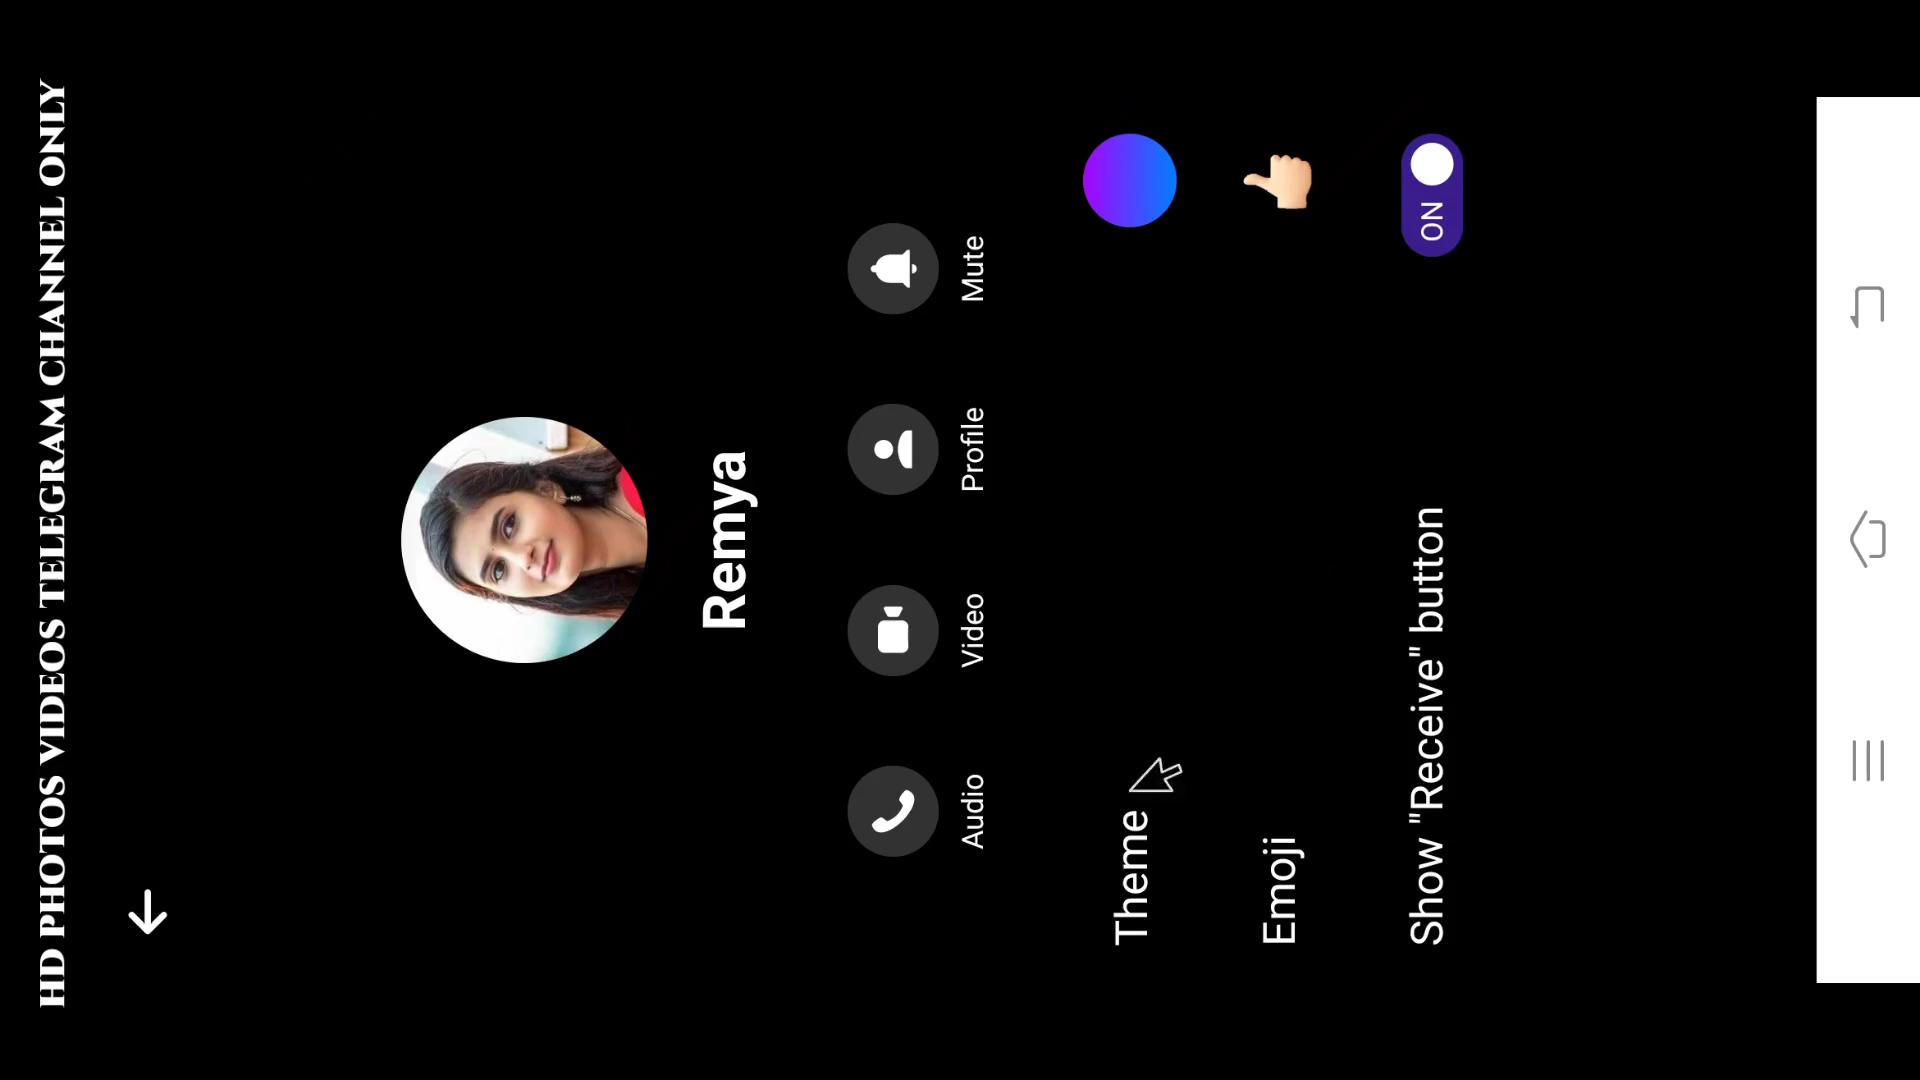 HD PHOTOS VIDEOS TELEGRAM CHANNEL ONLY
Remya
Audio
Video
Profile
Mute
Theme
Emoji
Show "Receive" button
ON